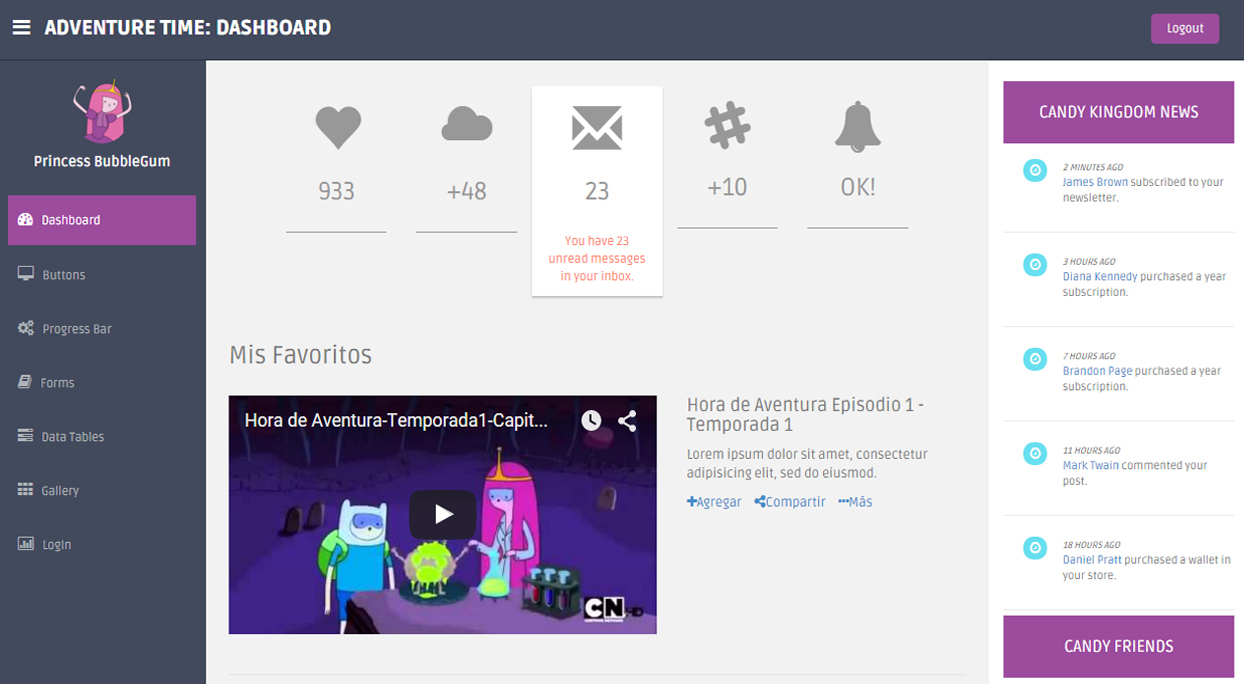 ADVENTURE TIME: DASHBOARD
Logout
Princess BubbleGum
Dashboard
Buttons
Progress Bar
Forms
Data Tables
Gallery
LogIn
933
+48
23
+10
OK!
You have 23
unread messages
in your inbox.
Mis Favoritos
Hora de Aventura-Temporada1-Capit...
CN HD
CARTOON NETWORK
Hora de Aventura Episodio 1 -
Temporada 1
Lorem ipsum dolor sit amet, consectetur
adipisicing elit, sed do eiusmod.
Agregar Compartir Más
CANDY KINGDOM NEWS
2 MINUTES AGO
James Brown subscribed to your
newsletter.
3 HOURS AGO
Diana Kennedy purchased a year
subscription.
7 HOURS AGO
Brandon Page purchased a year
subscription.
11 HOURS AGO
Mark Twain commented your
post.
18 HOURS AGO
Daniel Pratt purchased a wallet in
your store.
CANDY FRIENDS